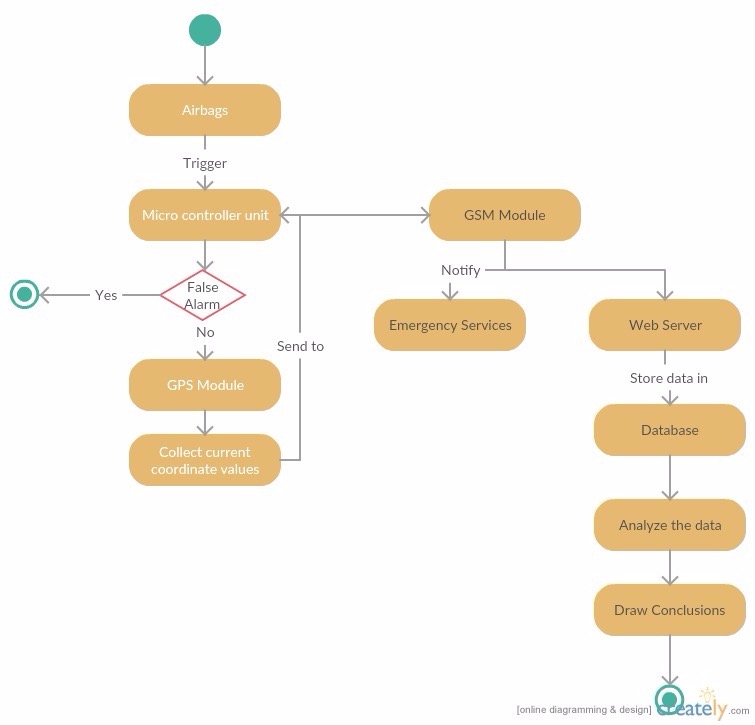 Airbags
Trigger
Micro controller unit
GSM Module
False
Alarm
Yes
No
Notify
Emergency Services
Web Server
Send to
GPS Module
Store data in
Collect current
coordinate values
Database
Analyze the data
Draw Conclusions
[online diagramming & design] creately.com